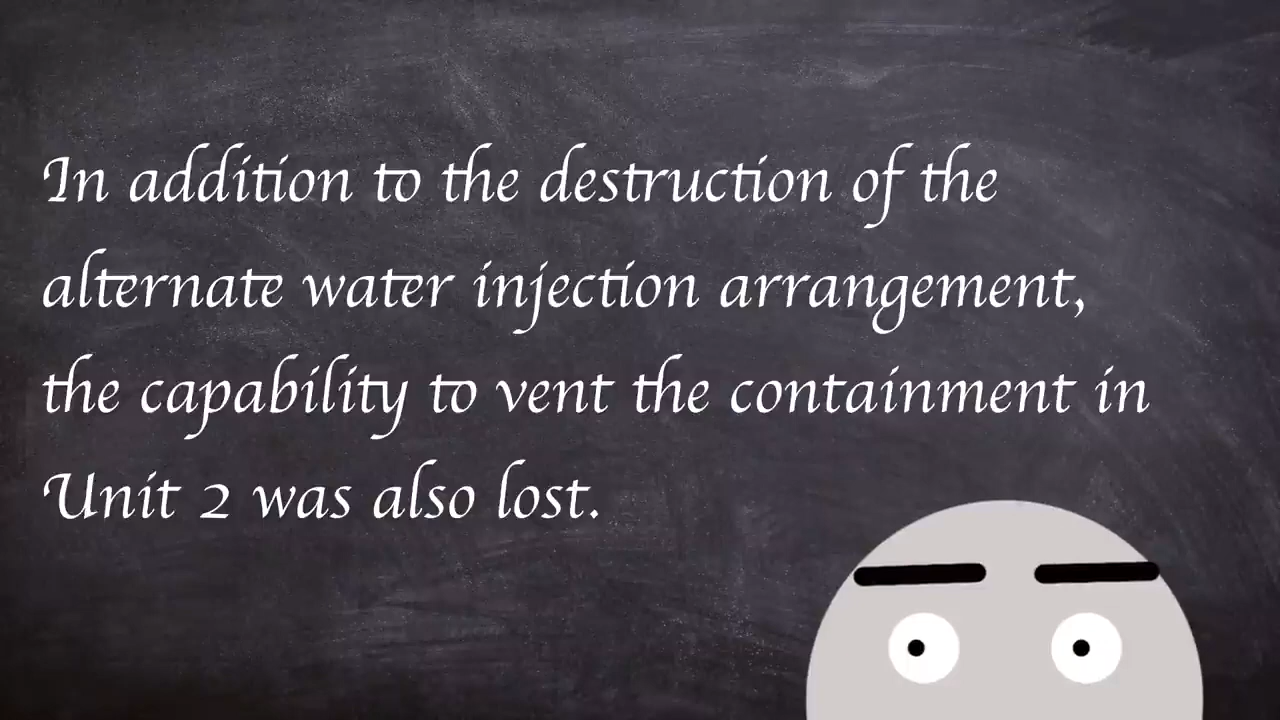 In addition to the destruction of the
alternate water injection arrangement,
the capability to vent the containment in
Unit 2 was also lost.